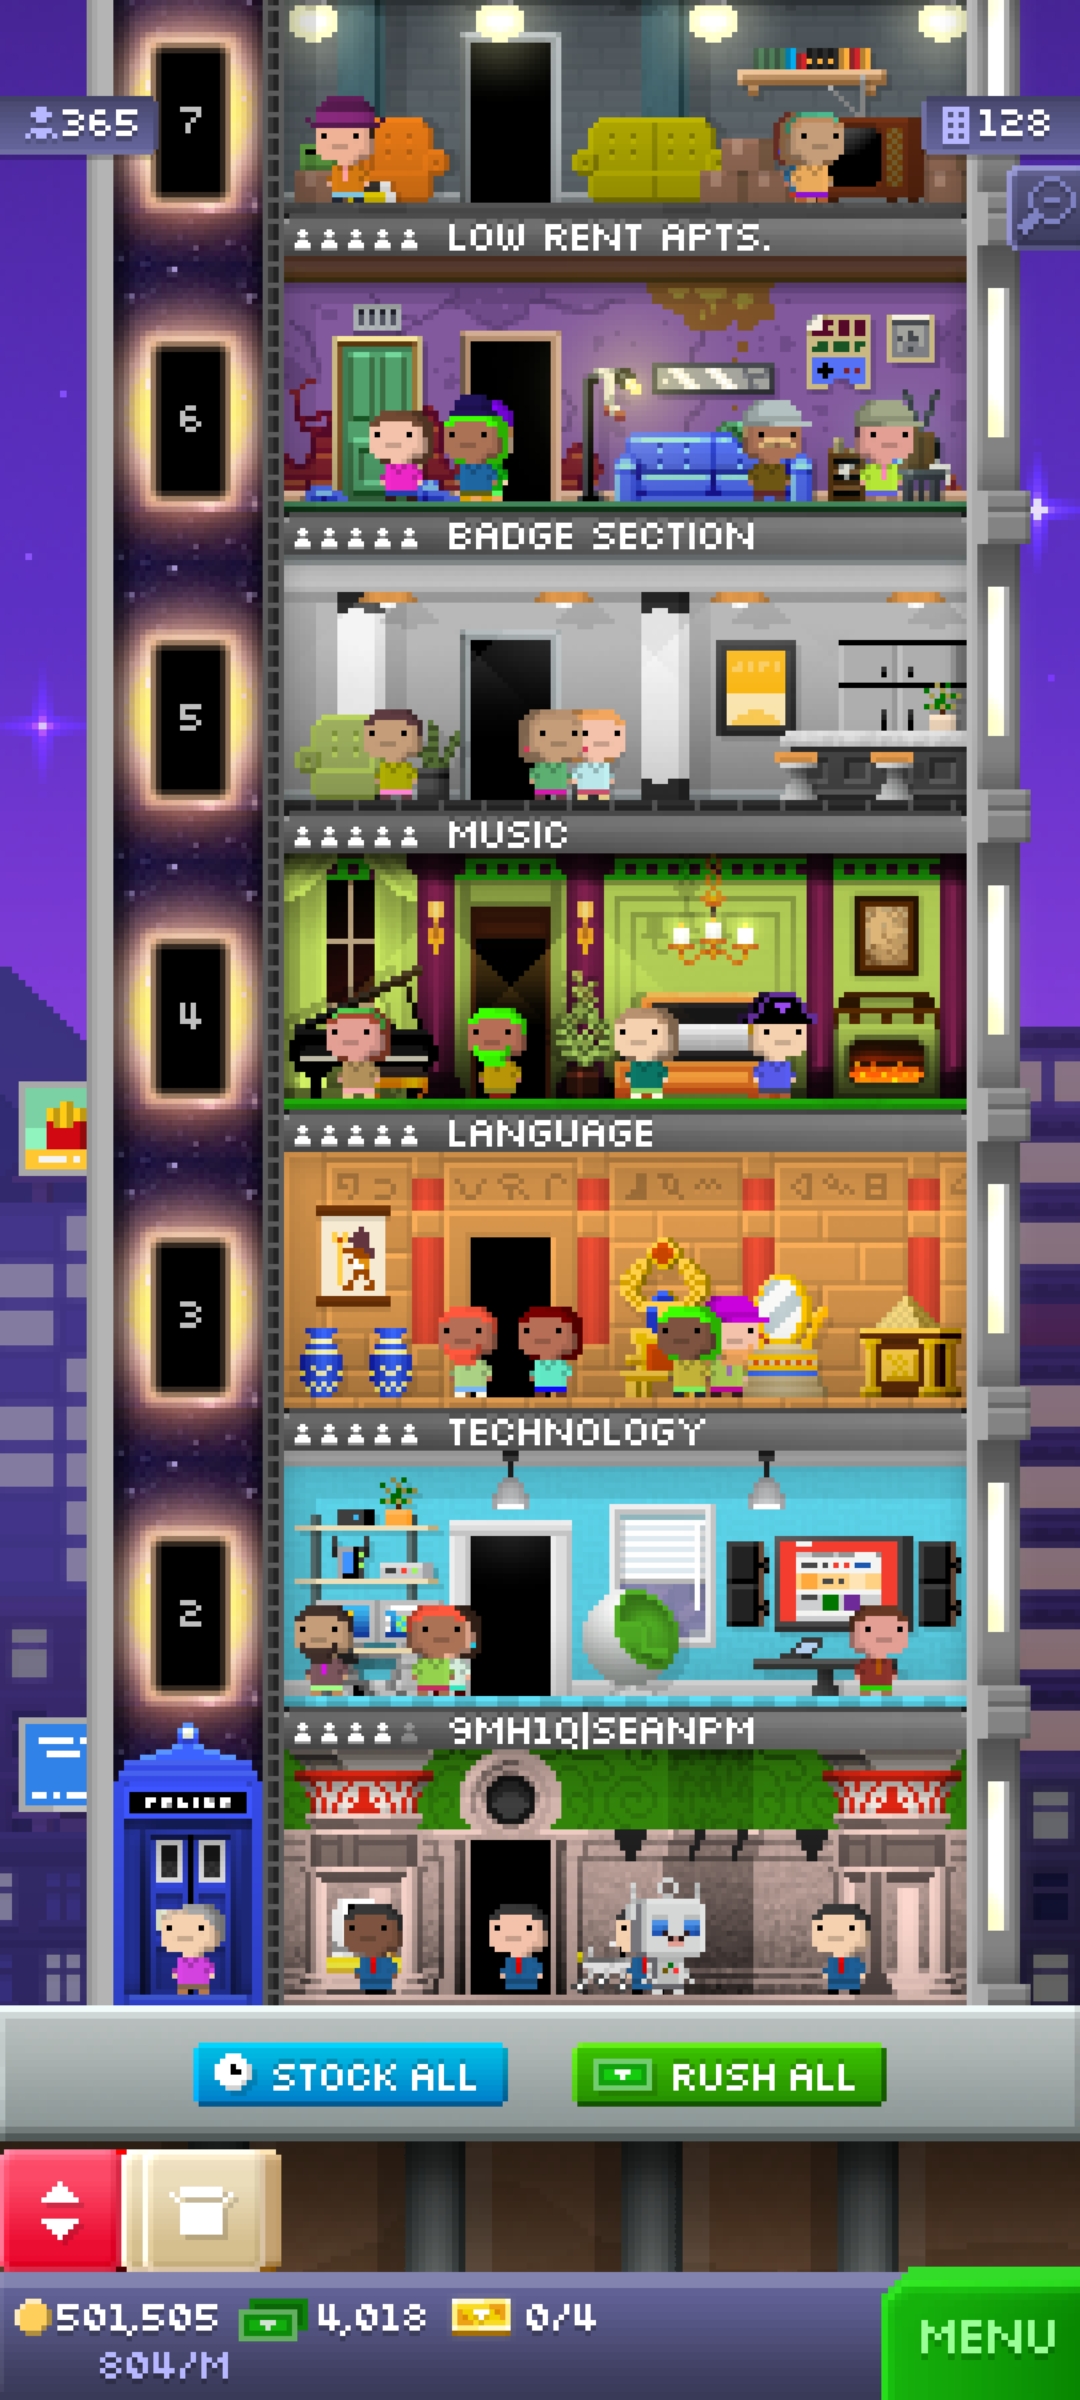 7
365
128
LOW RENT APTS.
6
BADGE SECTION
5
MUSIC
4
LANGUAGE
3
TECHNOLOGY
2
9MH1Q|SEANPM
POLICE
STOCK ALL
RUSH ALL
501,505
4,018
0/4
804/M
MENU